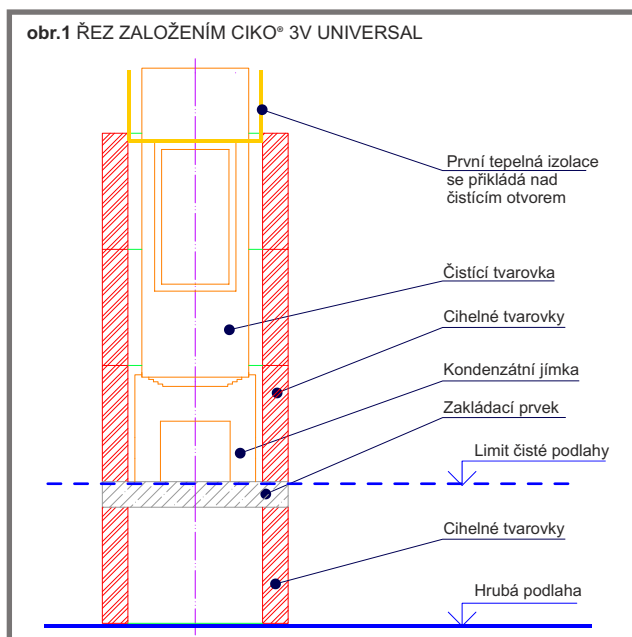 obr.1 ŘEZ ZALOŽENÍM CIKO® 3V UNIVERSAL
První tepelná izolace
se přikládá nad
čistícím otvorem
Čistící tvarovka
Cihelné tvarovky
Kondenzátní jímka
Zakládací prvek
Limit čisté podlahy
Cihelné tvarovky
Hrubá podlaha